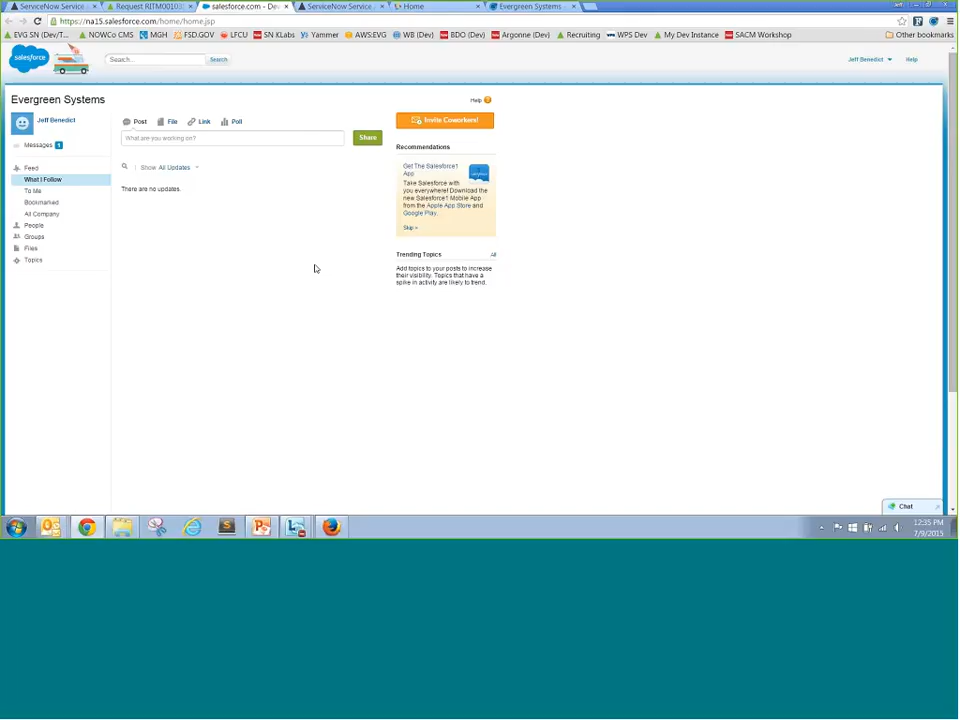 ServiceNow Service
Request RITM00103
salesforce.com - De
ServiceNow Service
Home
Evergreen Systems
Jeff
https://na15.salesforce.com/home/home.jsp
EVG SN (Dev/T...
NOWCo CMS
MGH
FSD.GOV
LFCU
SN KLabs
Yammer
AWS:EVG
WB (Dev)
BDO (Dev)
Argonne (Dev)
Recruiting
WPS Dev
My Dev Instance
SACM Workshop
Other bookmarks
salesforce
Search...
Search
Jeff Benedict
Help
Evergreen Systems
Help
Jeff Benedict
Messages 1
Feed
What I Follow
To Me
Bookmarked
All Company
People
Groups
Files
Topics
Post
File
Link
Poll
What are you working on?
Share
Show All Updates
There are no updates.
Invite Coworkers!
Recommendations
Get The Salesforce1
App
Take Salesforce with
you everywhere! Download the
new Salesforce1 Mobile App
from the Apple App Store and
Google Play.
Skip »
Trending Topics
All
Add topics to your posts to increase
their visibility. Topics that have a
spike in activity are likely to trend.
Chat
12:35 PM
7/9/2015